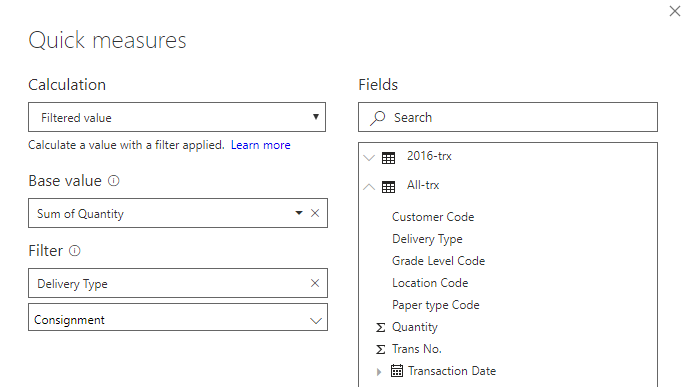 Quick measures
Calculation
Filtered value
Calculate a value with a filter applied. Learn more
Base value
Sum of Quantity
Filter
Delivery Type
Consignment
Fields
Search
2016-trx
All-trx
Customer Code
Delivery Type
Grade Level Code
Location Code
Paper type Code
Quantity
Trans No.
Transaction Date